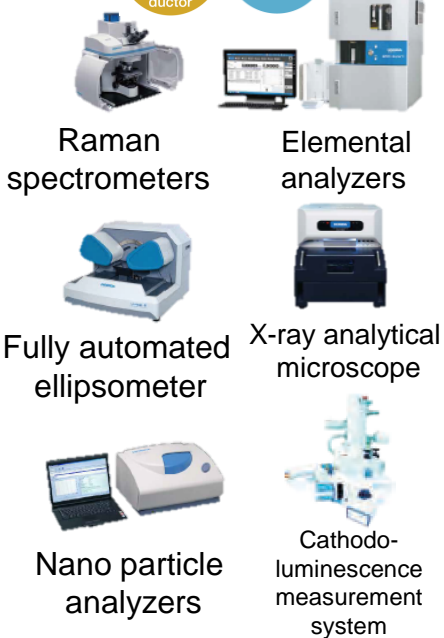 ductor
Raman
spectrometers
Elemental
analyzers
Fully automated
ellipsometer
X-ray analytical
microscope
Nano particle
analyzers
Cathodo-
luminescence
measurement
system